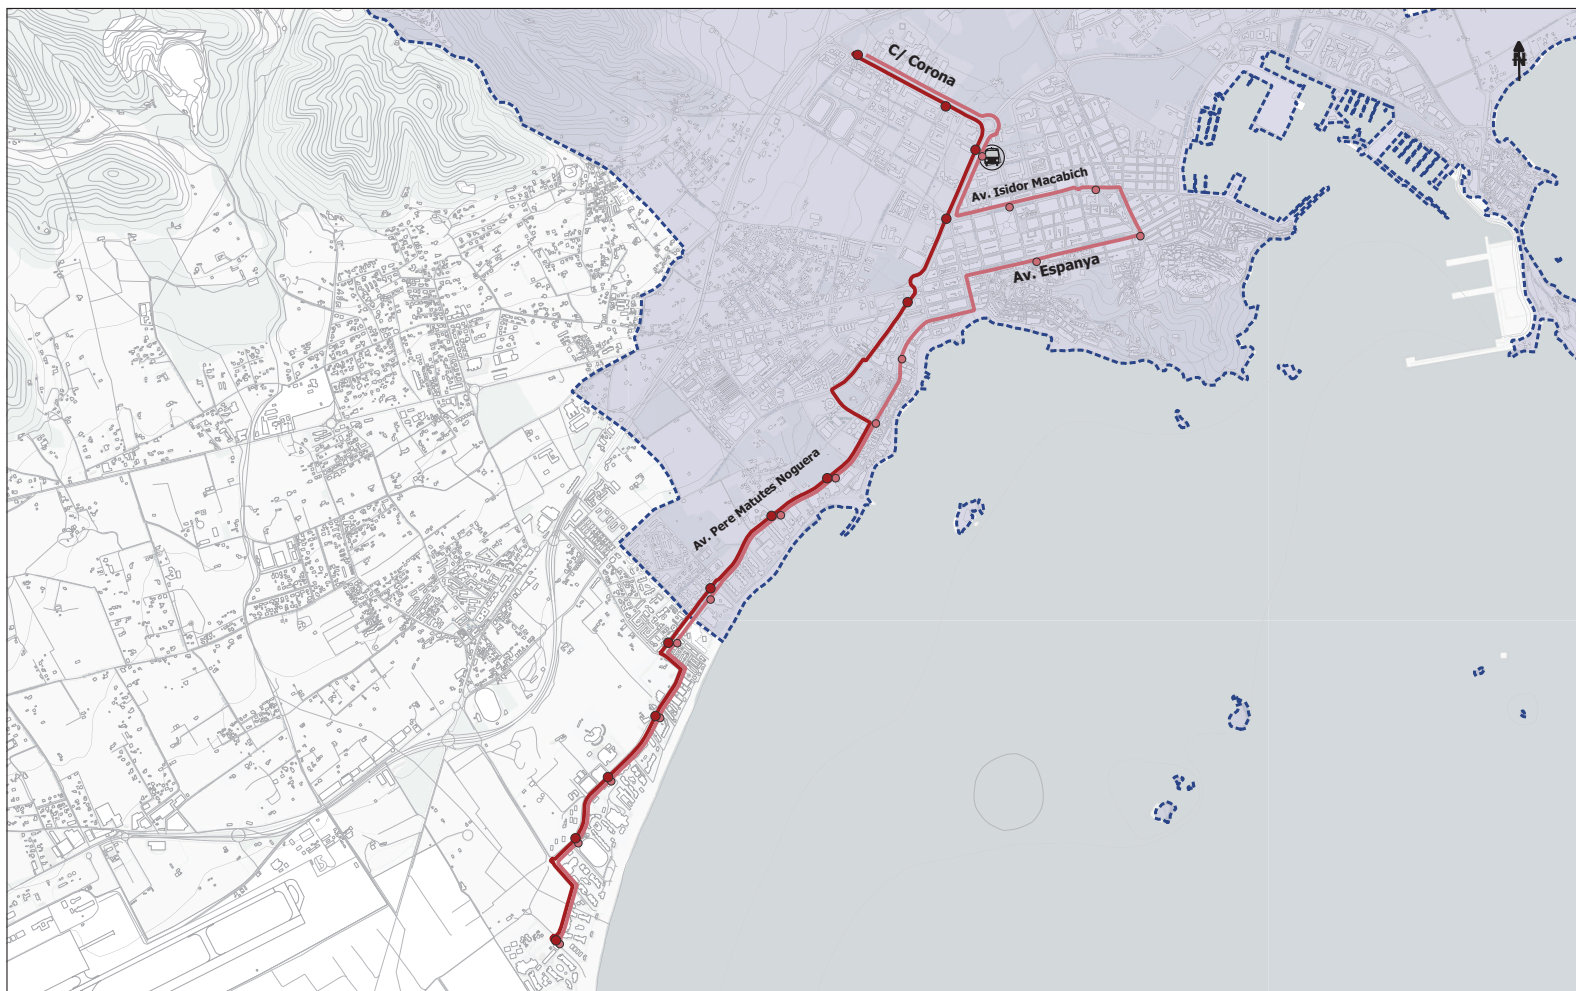 C/ Corona
N
Av. Isidor Macabich
Av. Espanya
Av. Pere Matutes Noguera